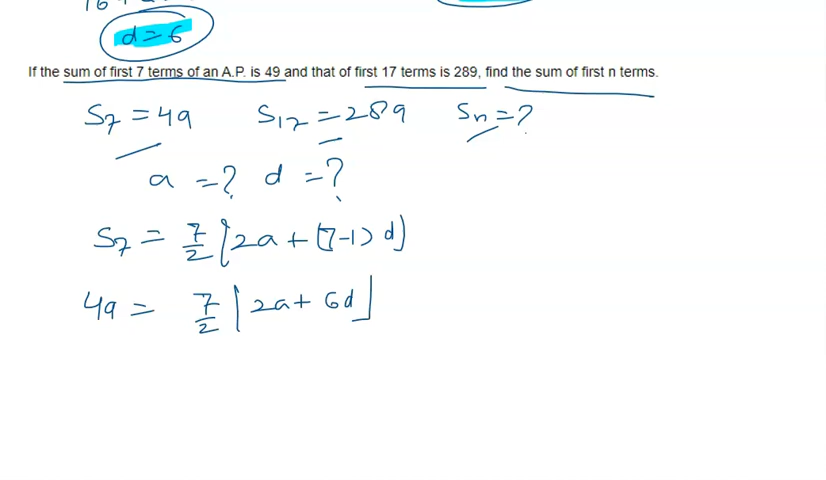 d = 6
If the sum of first 7 terms of an A.P. is 49 and that of first 17 terms is 289, find the sum of first n terms.
S7 = 49 S17 = 289 Sn = ?
a = ? d = ?
S7 = 7/2 [2a + (7-1) d]
49 = 7/2 [2a + 6d]